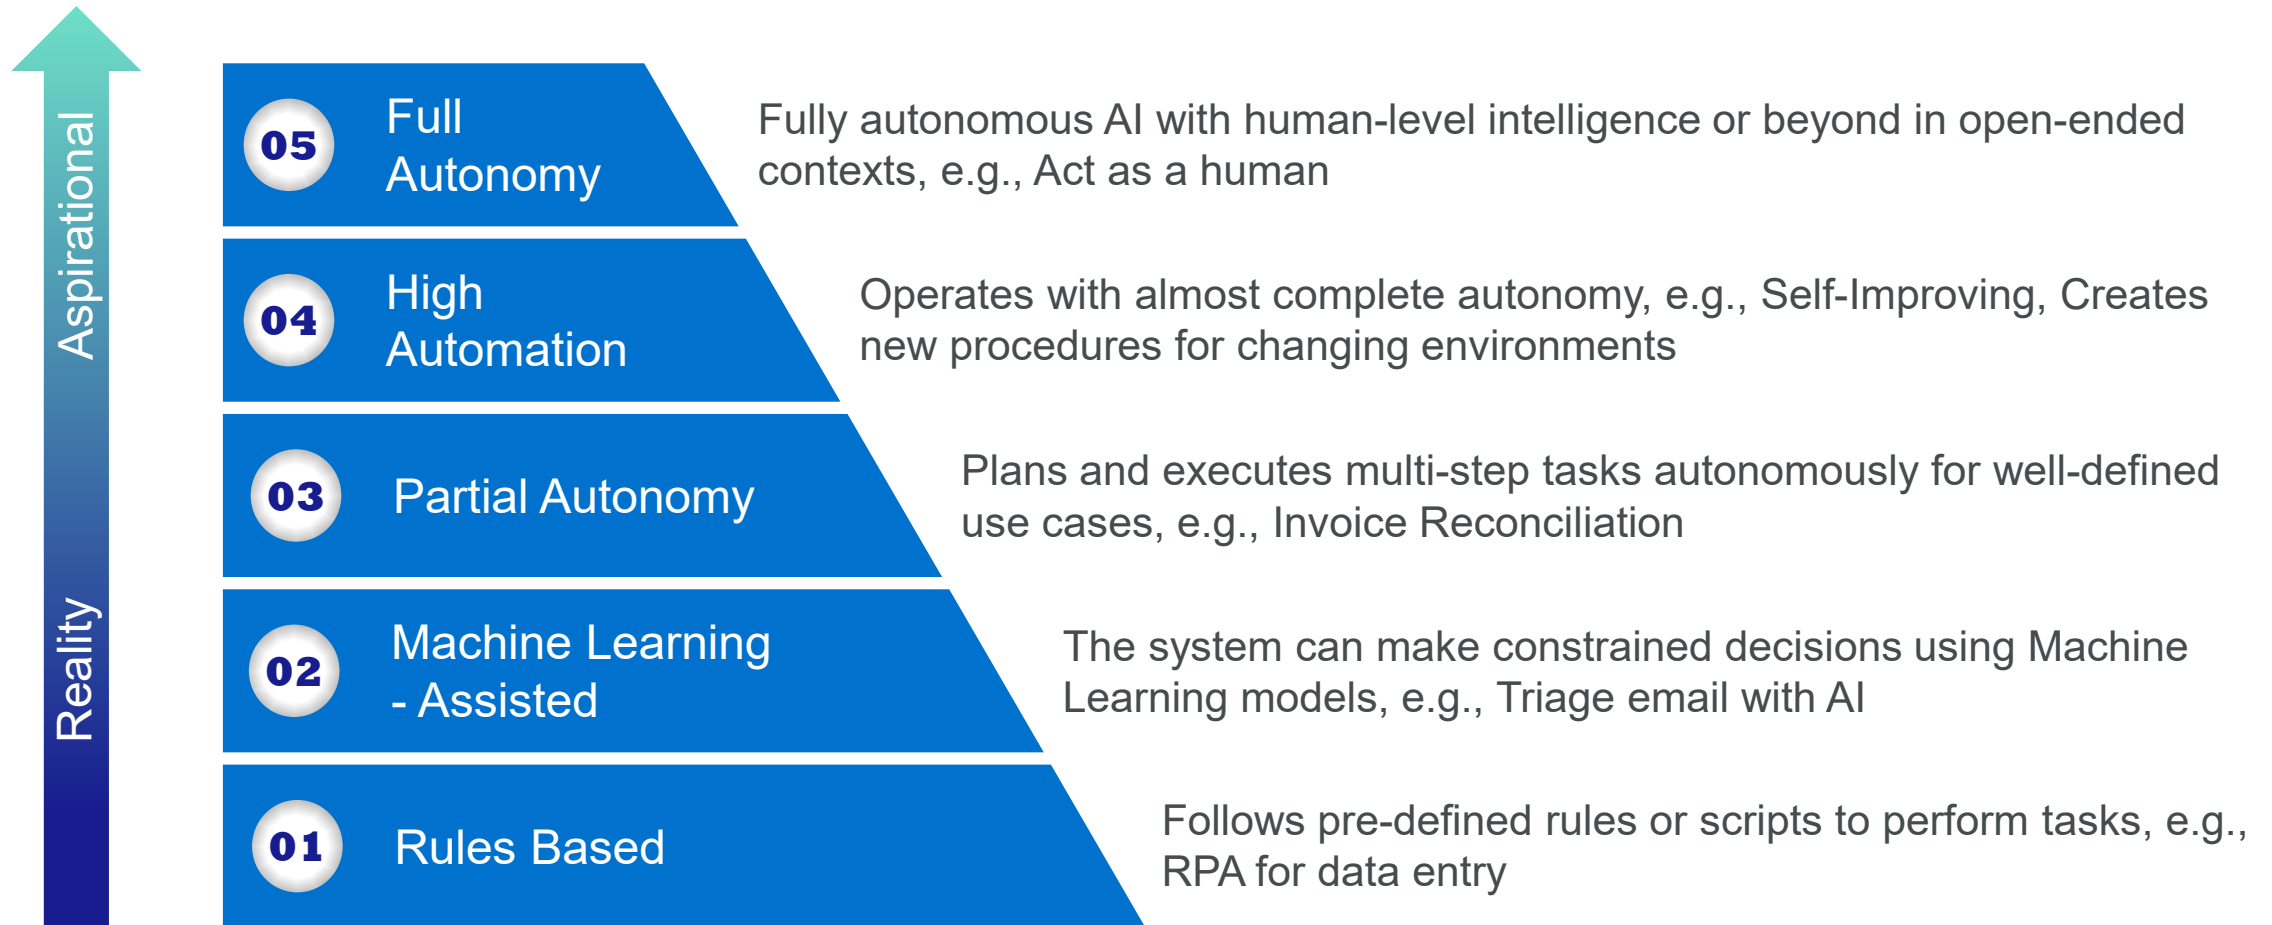 Aspirational
Reality
05
Full
Autonomy
Fully autonomous AI with human-level intelligence or beyond in open-ended
contexts, e.g., Act as a human
04
High
Automation
Operates with almost complete autonomy, e.g., Self-Improving, Creates
new procedures for changing environments
03
Partial Autonomy
Plans and executes multi-step tasks autonomously for well-defined
use cases, e.g., Invoice Reconciliation
02
Machine Learning
- Assisted
The system can make constrained decisions using Machine
Learning models, e.g., Triage email with AI
01
Rules Based
Follows pre-defined rules or scripts to perform tasks, e.g.,
RPA for data entry